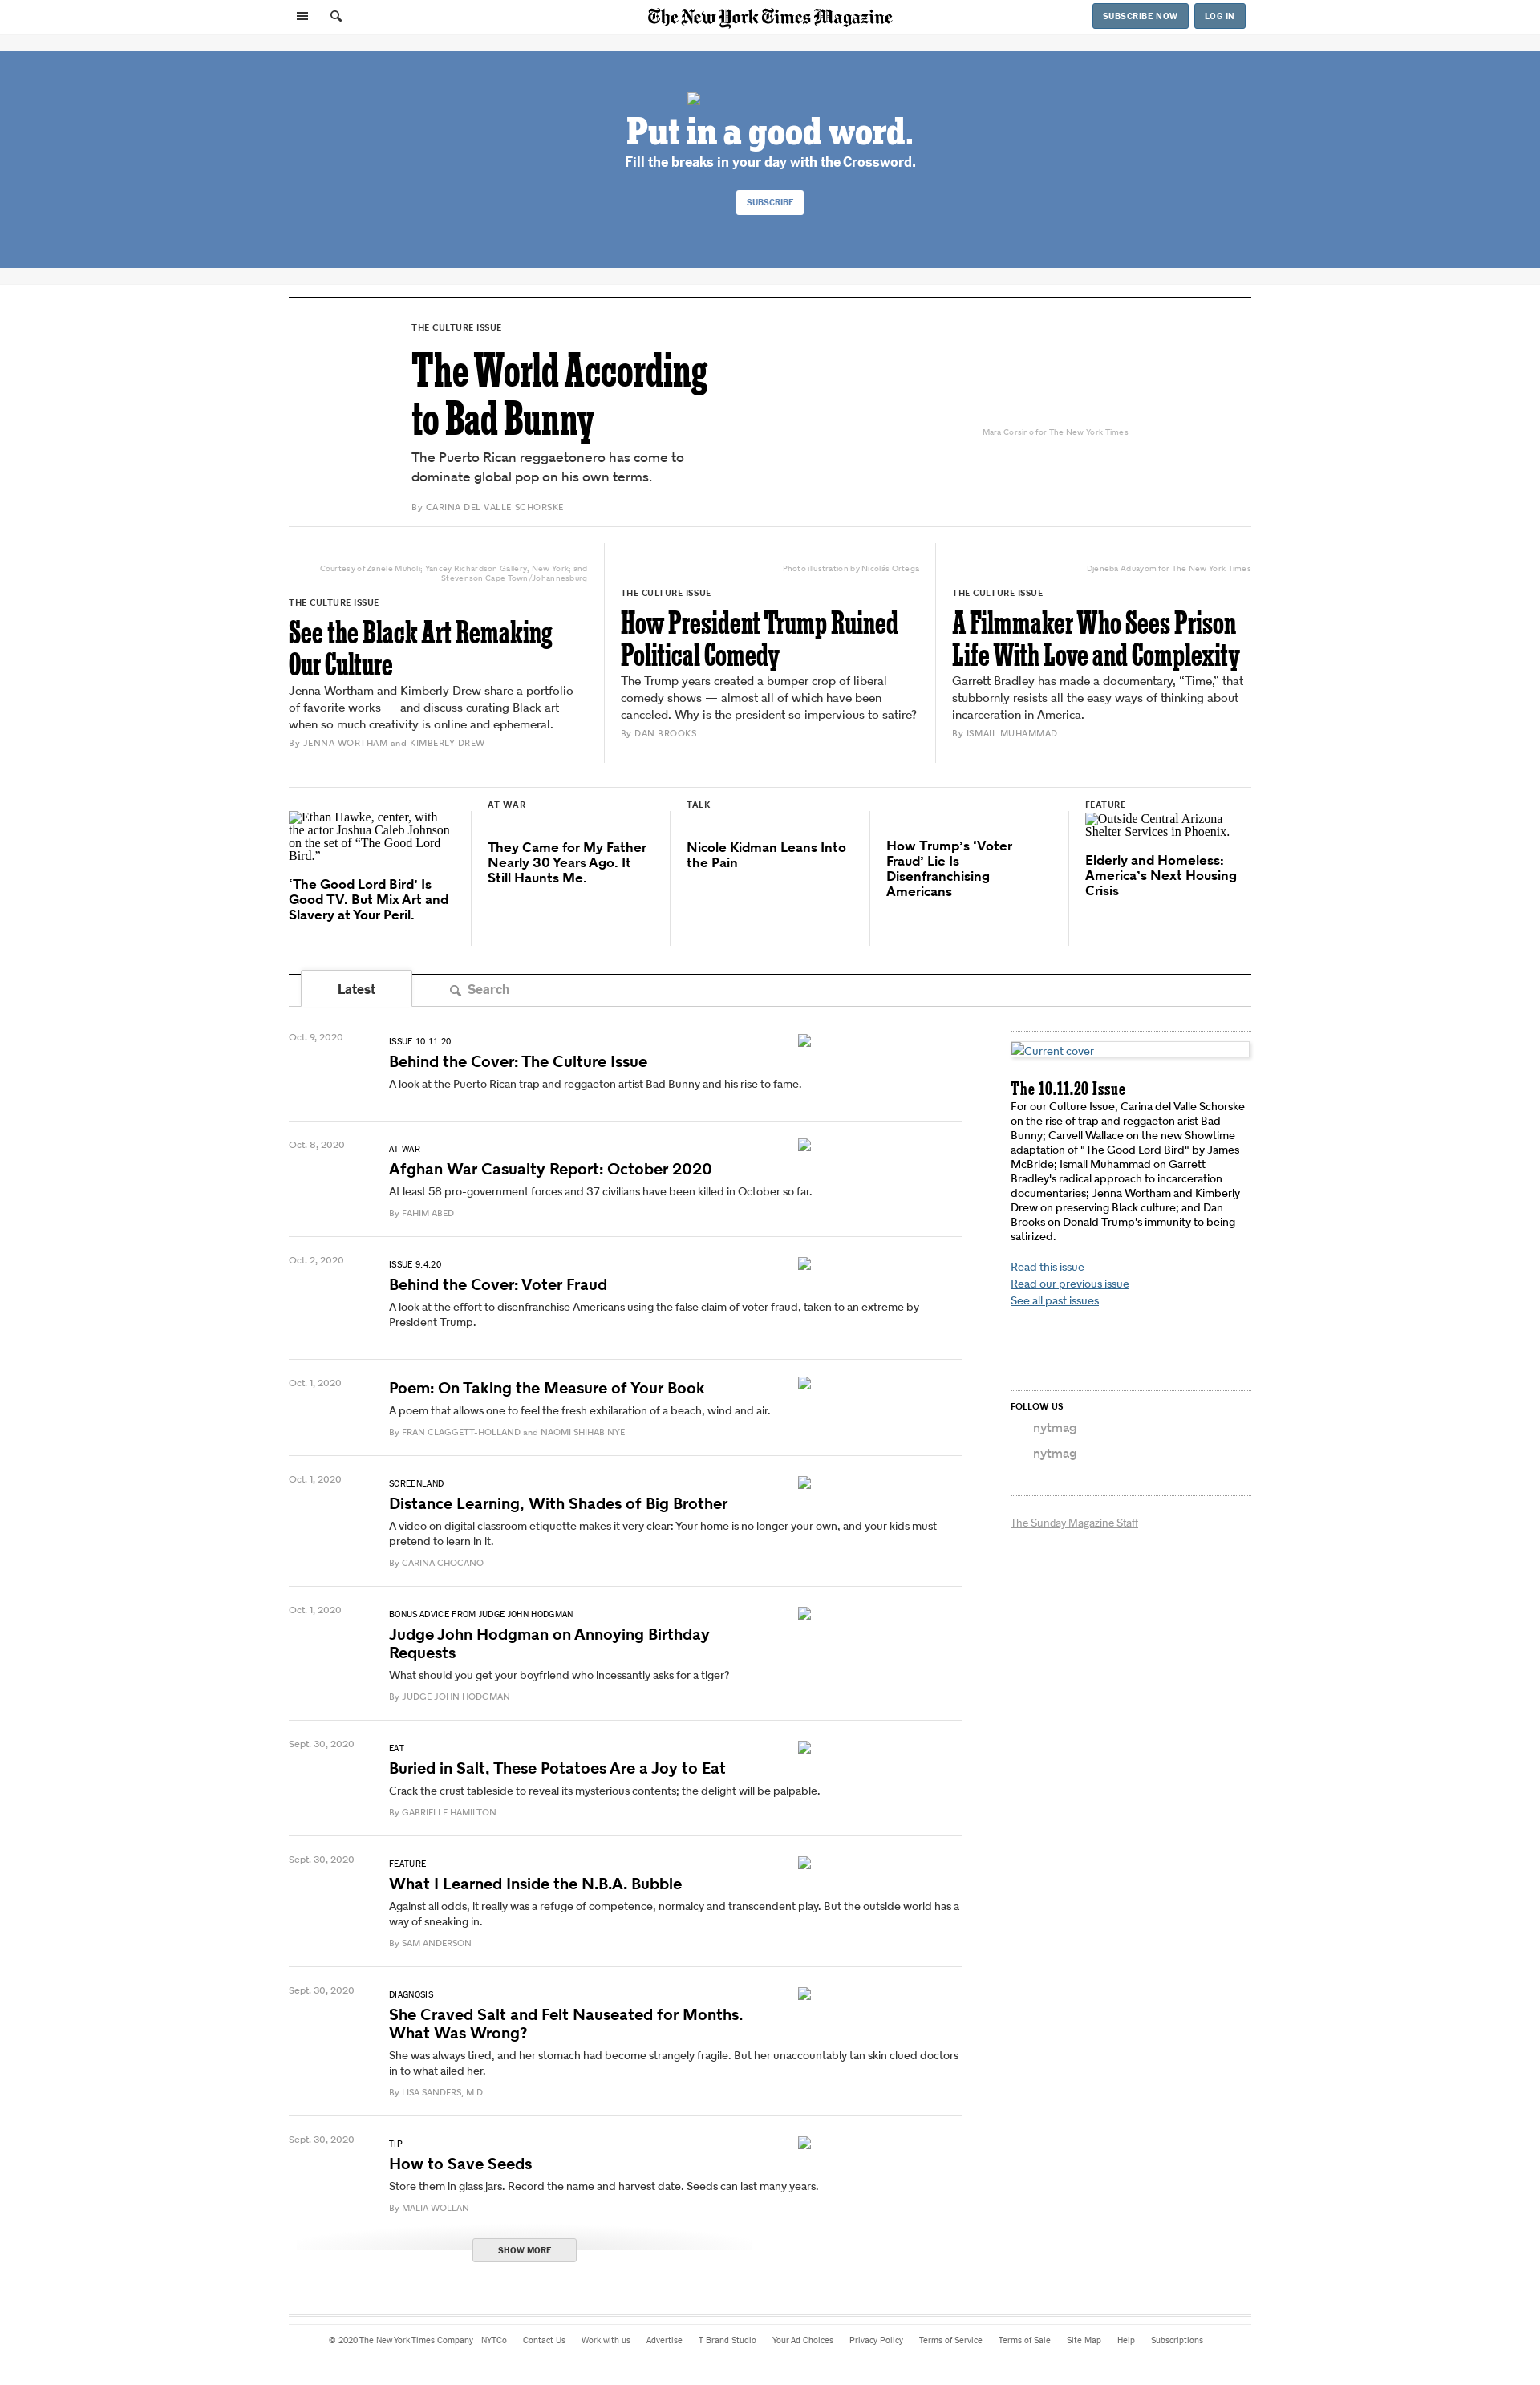 The New York Times Magazine
SUBSCRIBE NOW
LOG IN
Put in a good word.
Fill the breaks in your day with the Crossword.
SUBSCRIBE
THE CULTURE ISSUE
The World According
to Bad Bunny
The Puerto Rican reggaetonero has come to
dominate global pop on his own terms.
By CARINA DEL VALLE SCHORSKE
Mara Corsino for The New York Times
Courtesy of Zanele Muholi; Yancey Richardson Gallery, New York; and
Stevenson Cape Town/Johannesburg
THE CULTURE ISSUE
See the Black Art Remaking
Our Culture
Jenna Wortham and Kimberly Drew share a portfolio
of favorite works — and discuss curating Black art
when so much creativity is online and ephemeral.
By JENNA WORTHAM and KIMBERLY DREW
Photo illustration by Nicolás Ortega
THE CULTURE ISSUE
How President Trump Ruined
Political Comedy
The Trump years created a bumper crop of liberal
comedy shows — almost all of which have been
canceled. Why is the president so impervious to satire?
By DAN BROOKS
Djeneba Aduayom for The New York Times
THE CULTURE ISSUE
A Filmmaker Who Sees Prison
Life With Love and Complexity
Garrett Bradley has made a documentary, “Time,” that
stubbornly resists all the easy ways of thinking about
incarceration in America.
By ISMAIL MUHAMMAD
Ethan Hawke, center, with
the actor Joshua Caleb Johnson
on the set of “The Good Lord
Bird.”
‘The Good Lord Bird’ Is
Good TV. But Mix Art and
Slavery at Your Peril.
AT WAR
They Came for My Father
Nearly 30 Years Ago. It
Still Haunts Me.
TALK
Nicole Kidman Leans Into
the Pain
How Trump’s ‘Voter
Fraud’ Lie Is
Disenfranchising
Americans
FEATURE
Outside Central Arizona
Shelter Services in Phoenix.
Elderly and Homeless:
America’s Next Housing
Crisis
Latest
Search
Oct. 9, 2020
ISSUE 10.11.20
Behind the Cover: The Culture Issue
A look at the Puerto Rican trap and reggaeton artist Bad Bunny and his rise to fame.
Oct. 8, 2020
AT WAR
Afghan War Casualty Report: October 2020
At least 58 pro-government forces and 37 civilians have been killed in October so far.
By FAHIM ABED
Oct. 2, 2020
ISSUE 9.4.20
Behind the Cover: Voter Fraud
A look at the effort to disenfranchise Americans using the false claim of voter fraud, taken to an extreme by
President Trump.
Oct. 1, 2020
Poem: On Taking the Measure of Your Book
A poem that allows one to feel the fresh exhilaration of a beach, wind and air.
By FRAN CLAGGETT-HOLLAND and NAOMI SHIHAB NYE
Oct. 1, 2020
SCREENLAND
Distance Learning, With Shades of Big Brother
A video on digital classroom etiquette makes it very clear: Your home is no longer your own, and your kids must
pretend to learn in it.
By CARINA CHOCANO
Oct. 1, 2020
BONUS ADVICE FROM JUDGE JOHN HODGMAN
Judge John Hodgman on Annoying Birthday
Requests
What should you get your boyfriend who incessantly asks for a tiger?
By JUDGE JOHN HODGMAN
Sept. 30, 2020
EAT
Buried in Salt, These Potatoes Are a Joy to Eat
Crack the crust tableside to reveal its mysterious contents; the delight will be palpable.
By GABRIELLE HAMILTON
Sept. 30, 2020
FEATURE
What I Learned Inside the N.B.A. Bubble
Against all odds, it really was a refuge of competence, normalcy and transcendent play. But the outside world has a
way of sneaking in.
By SAM ANDERSON
Sept. 30, 2020
DIAGNOSIS
She Craved Salt and Felt Nauseated for Months.
What Was Wrong?
She was always tired, and her stomach had become strangely fragile. But her unaccountably tan skin clued doctors
in to what ailed her.
By LISA SANDERS, M.D.
Sept. 30, 2020
TIP
How to Save Seeds
Store them in glass jars. Record the name and harvest date. Seeds can last many years.
By MALIA WOLLAN
SHOW MORE
Current cover
The 10.11.20 Issue
For our Culture Issue, Carina del Valle Schorske
on the rise of trap and reggaeton arist Bad
Bunny; Carvell Wallace on the new Showtime
adaptation of "The Good Lord Bird" by James
McBride; Ismail Muhammad on Garrett
Bradley's radical approach to incarceration
documentaries; Jenna Wortham and Kimberly
Drew on preserving Black culture; and Dan
Brooks on Donald Trump's immunity to being
satirized.
Read this issue
Read our previous issue
See all past issues
FOLLOW US
nytmag
nytmag
The Sunday Magazine Staff
© 2020 The New York Times Company NYTCo Contact Us Work with us Advertise T Brand Studio Your Ad Choices Privacy Policy Terms of Service Terms of Sale Site Map Help Subscriptions